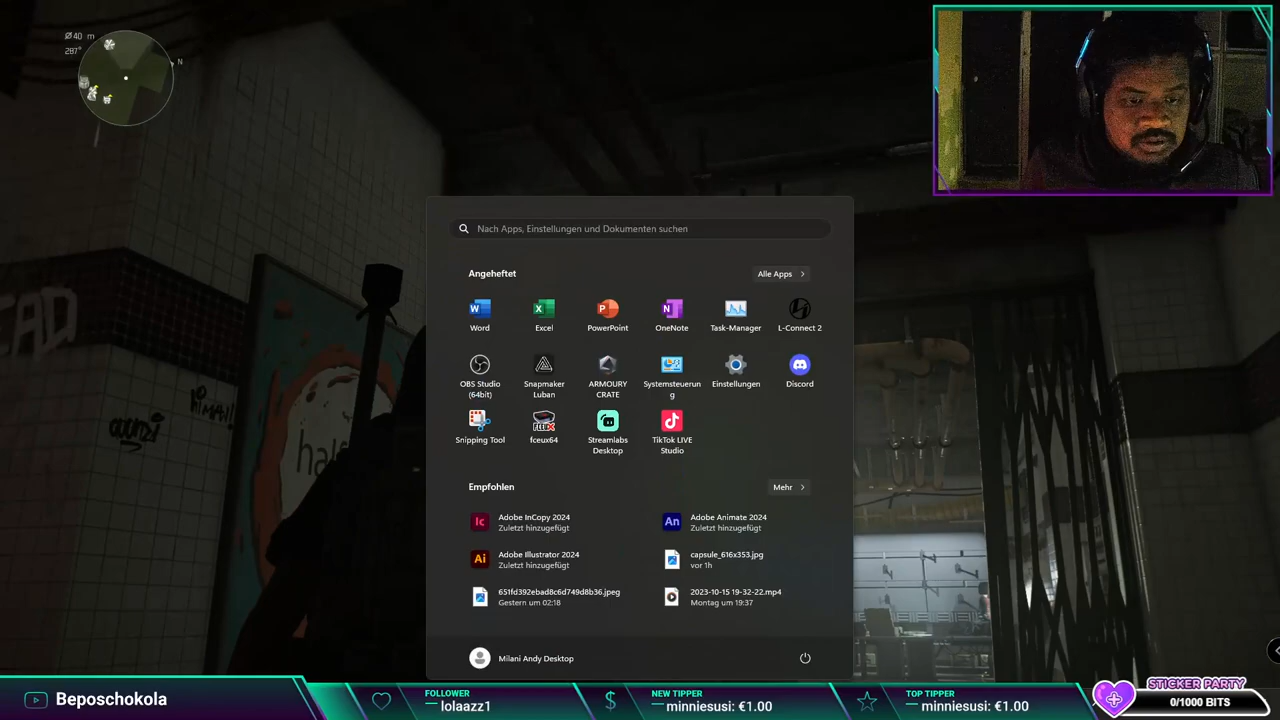 Ø40 m
287°
N
Nach Apps, Einstellungen und Dokumenten suchen
Angeheftet
Alle Apps
Word
Excel
PowerPoint
OneNote
Task-Manager
L-Connect 2
OBS Studio
(64bit)
Snapmaker
Luban
ARMOURY
CRATE
Systemsteuerun
g
Einstellungen
Discord
Snipping Tool
fceux64
Streamlabs
Desktop
TikTok LIVE
Studio
Empfohlen
Mehr
Adobe InCopy 2024
Zuletzt hinzugefügt
Adobe Animate 2024
Zuletzt hinzugefügt
Adobe Illustrator 2024
Zuletzt hinzugefügt
capsule_616x353.jpg
vor 1h
651fd392ebad8c6d749d8b36.jpeg
Gestern um 02:18
2023-10-15 19-32-22.mp4
Montag um 19:37
Milani Andy Desktop
Beposchokola
FOLLOWER
lolaazz1
NEW TIPPER
minniesusi: €1.00
TOP TIPPER
minniesusi: €1.00
STICKER PARTY
0/1000 BITS